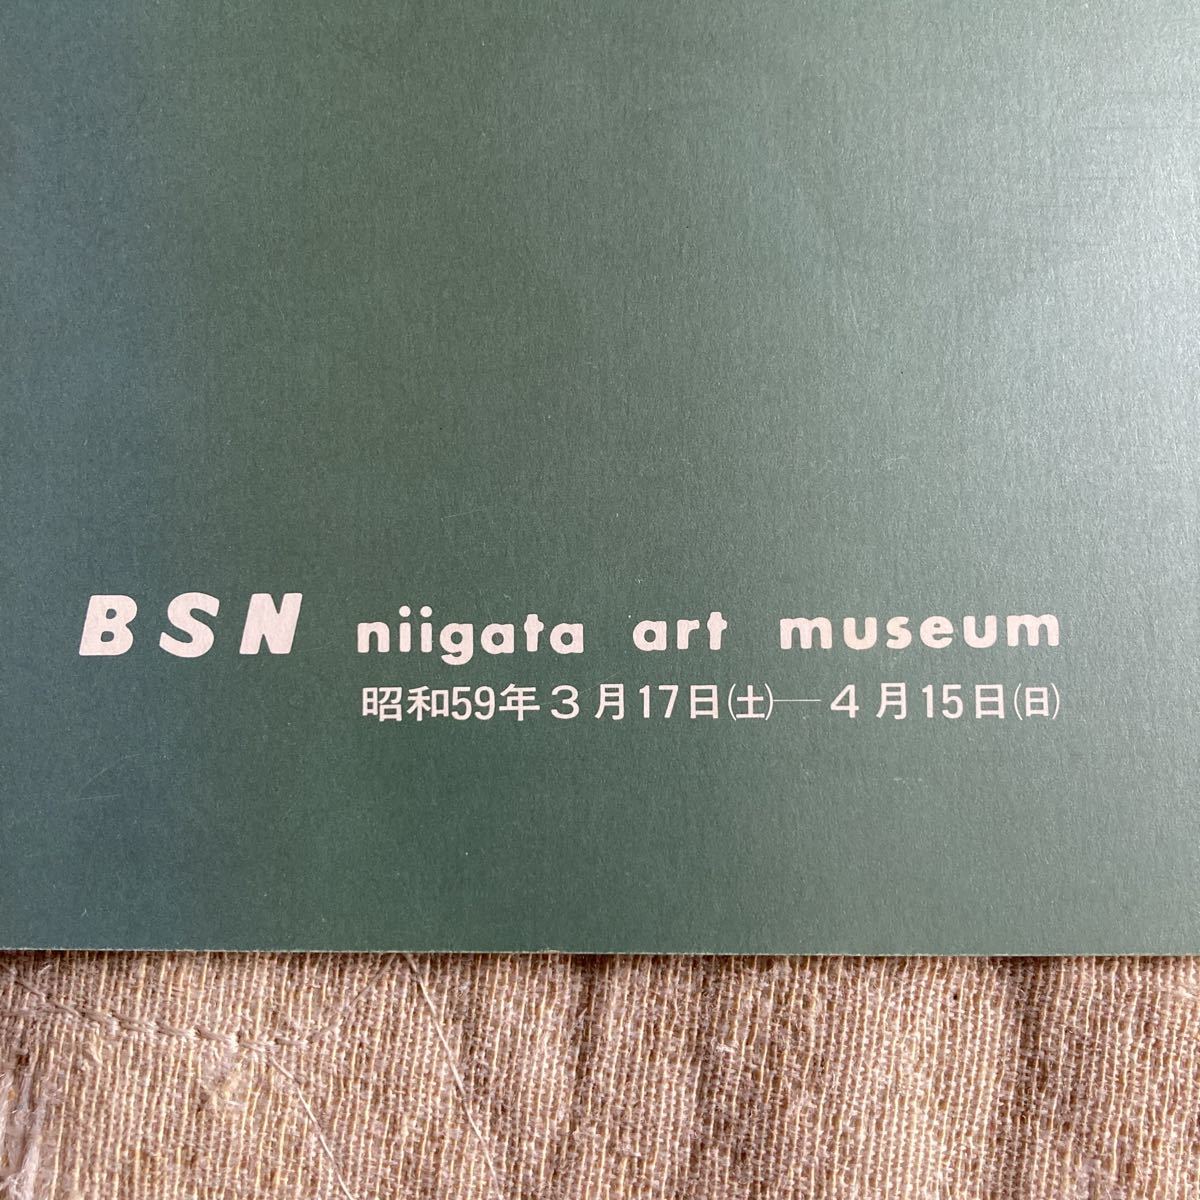 BSN niigata art museum
昭和59年3月17日(土)—4月15日(日)